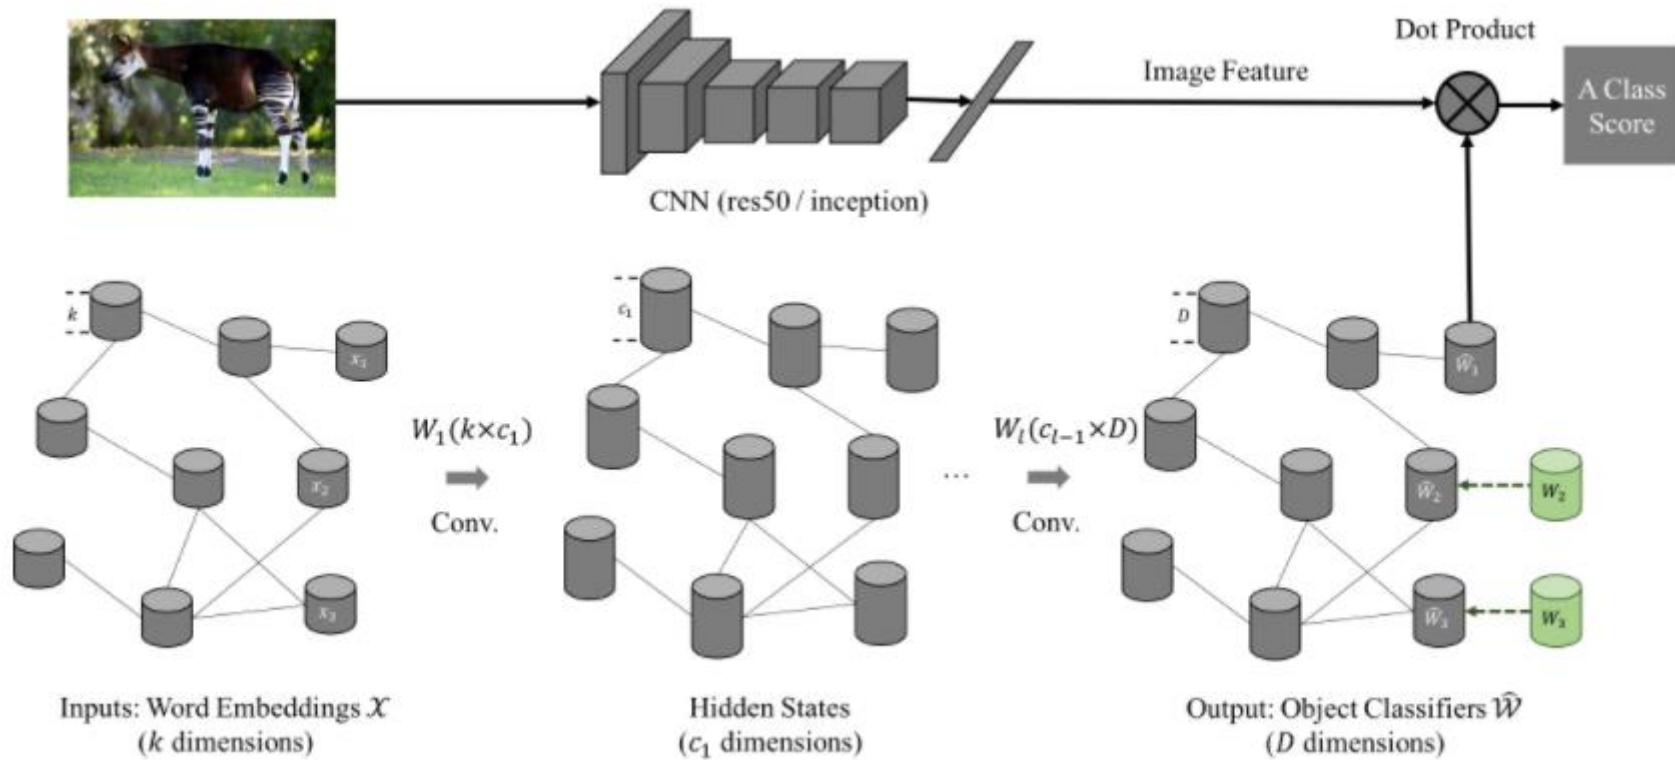 Dot Product
Image Feature
A Class
Score
CNN (res50 / inception)
k
x₁
x₂
x₃
W₁(k×c₁)
Conv.
c₁
...
Wₗ(cₗ₋₁×D)
Conv.
D
Ŵ₁
Ŵ₂
W₂
Ŵ₃
W₃
Inputs: Word Embeddings 𝒳
(k dimensions)
Hidden States
(c₁ dimensions)
Output: Object Classifiers 𝒲̂
(D dimensions)